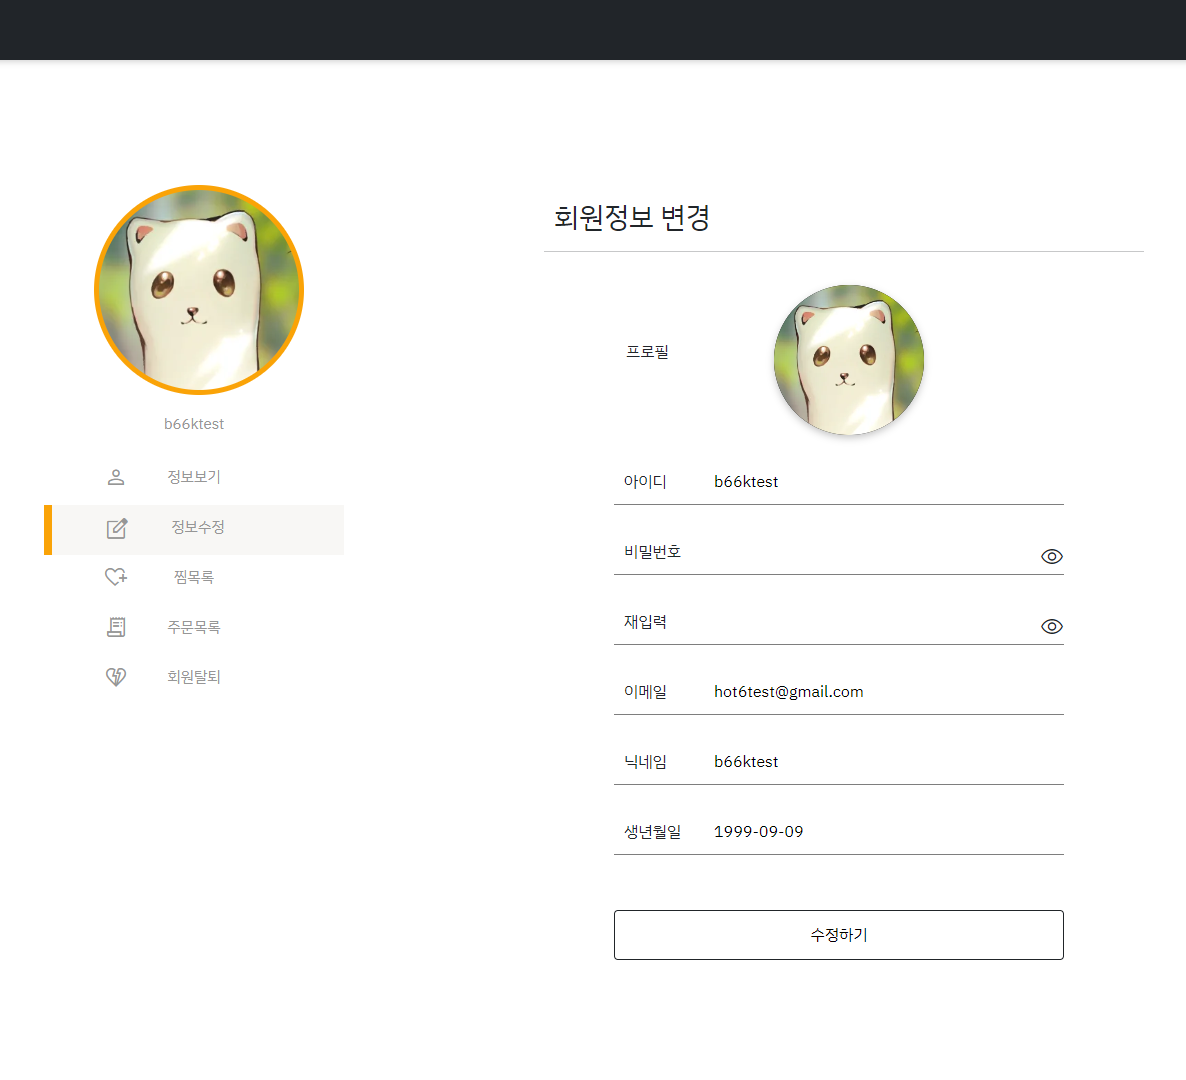 b66ktest
정보보기
정보수정
찜목록
주문목록
회원탈퇴
회원정보 변경
프로필
아이디 b66ktest
비밀번호
재입력
이메일 hot6test@gmail.com
닉네임 b66ktest
생년월일 1999-09-09
수정하기